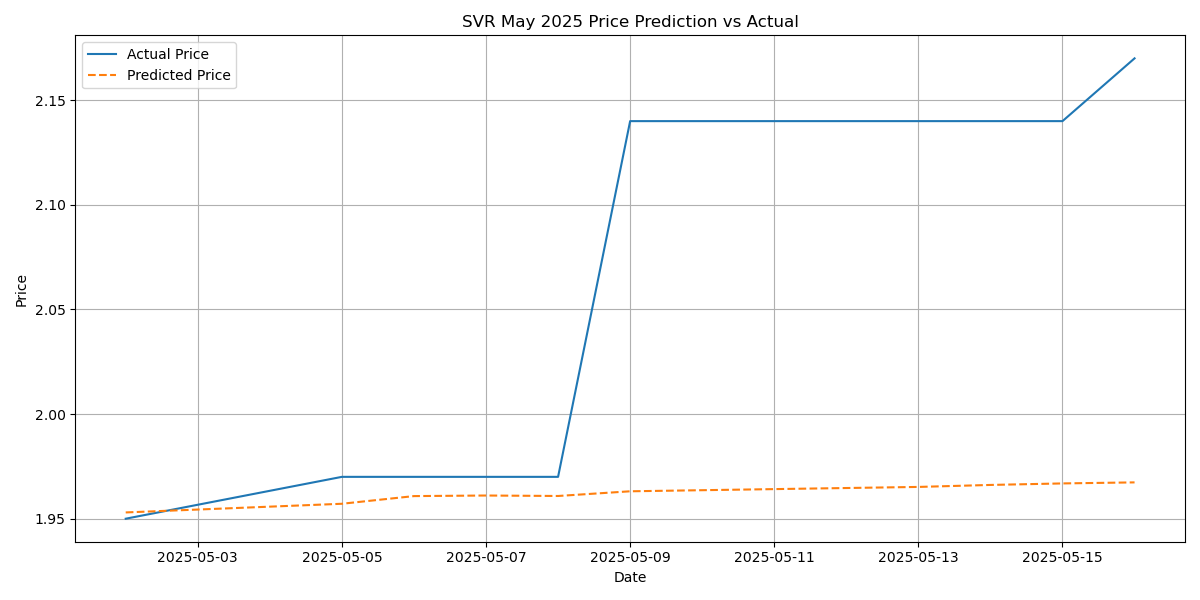 SVR May 2025 Price Prediction vs Actual
Actual Price
Predicted Price
2.15
2.10
2.05
2.00
1.95
Price
2025-05-03
2025-05-05
2025-05-07
2025-05-09
2025-05-11
2025-05-13
2025-05-15
Date